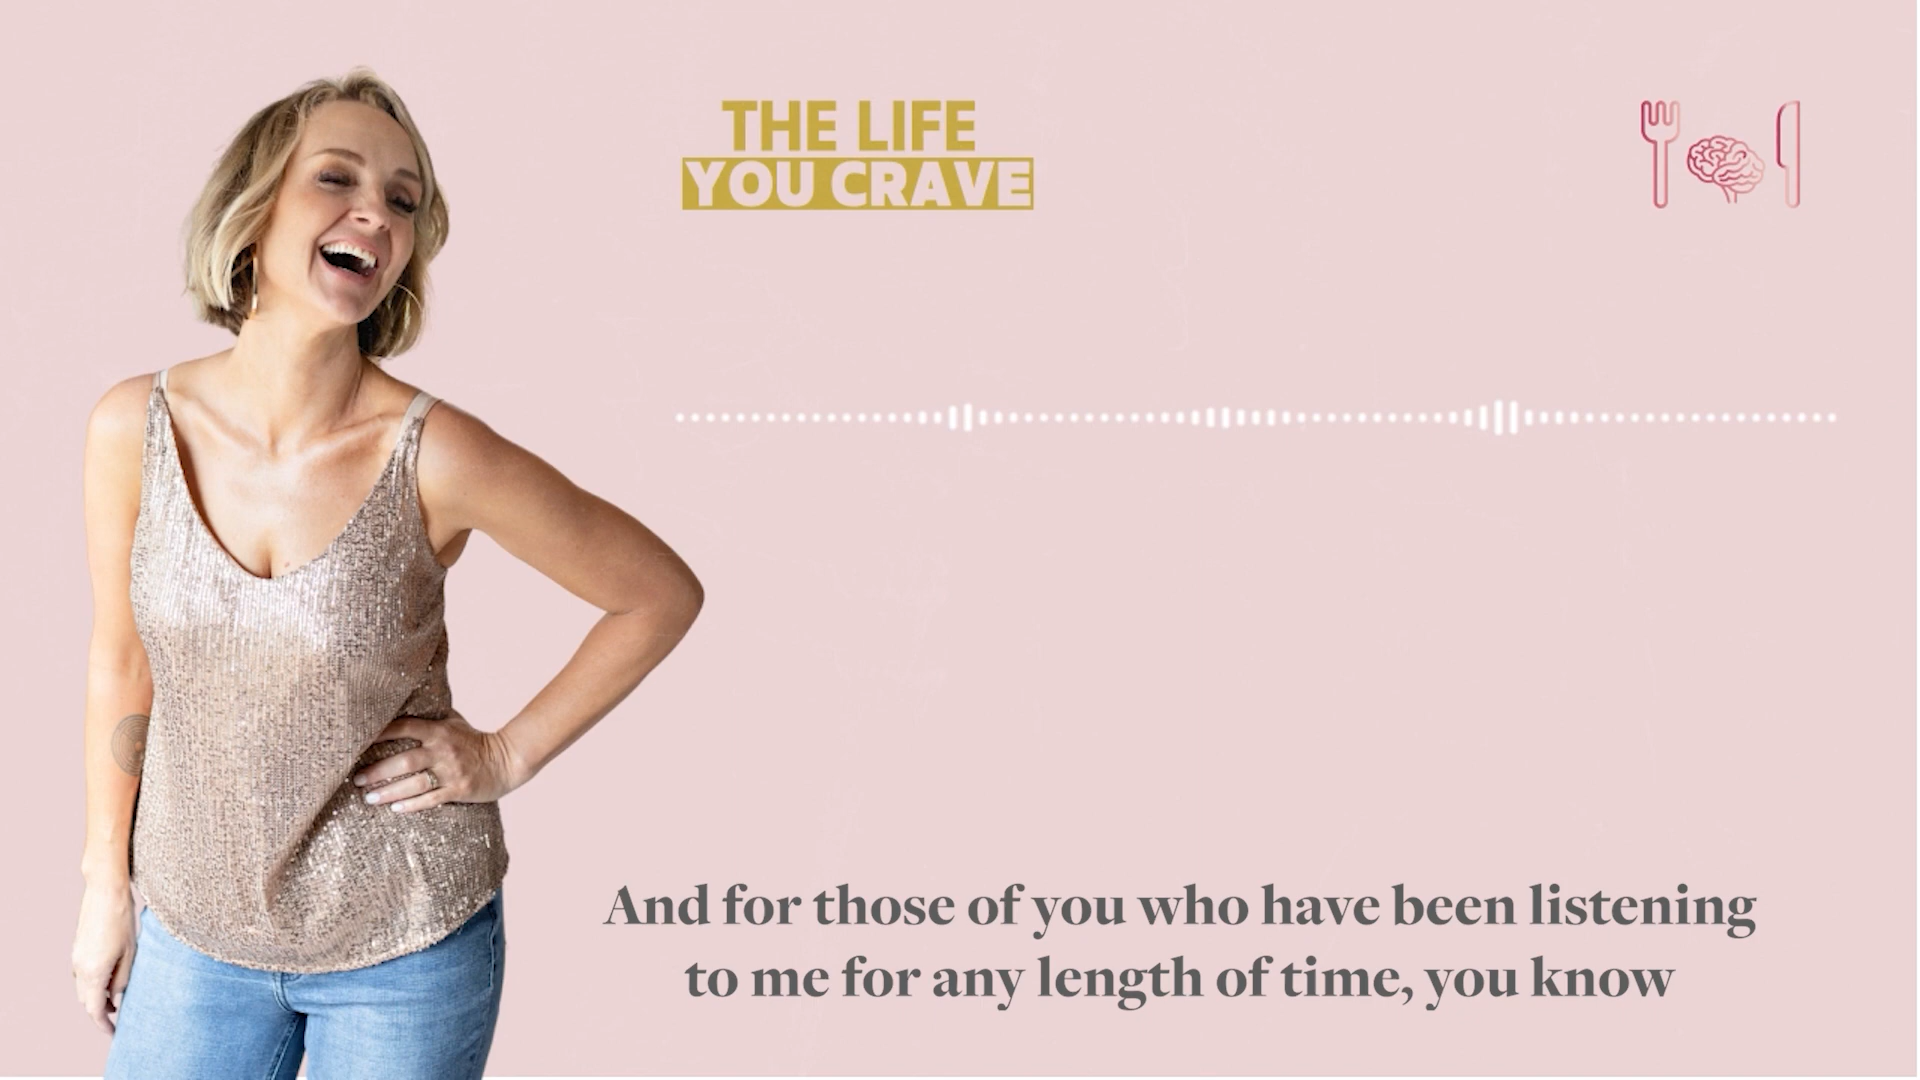 THE LIFE
YOU CRAVE
And for those of you who have been listening
to me for any length of time, you know